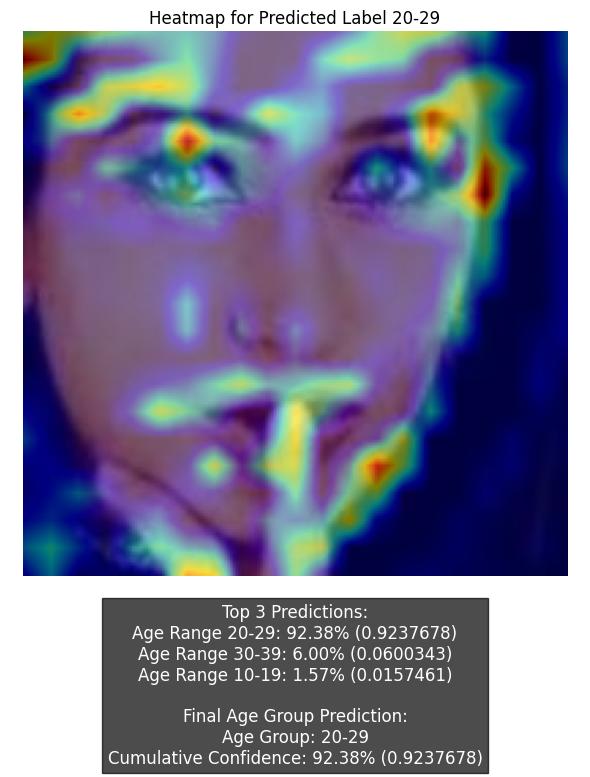 Heatmap for Predicted Label 20-29
Top 3 Predictions:
Age Range 20-29: 92.38% (0.9237678)
Age Range 30-39: 6.00% (0.0600343)
Age Range 10-19: 1.57% (0.0157461)
Final Age Group Prediction:
Age Group: 20-29
Cumulative Confidence: 92.38% (0.9237678)